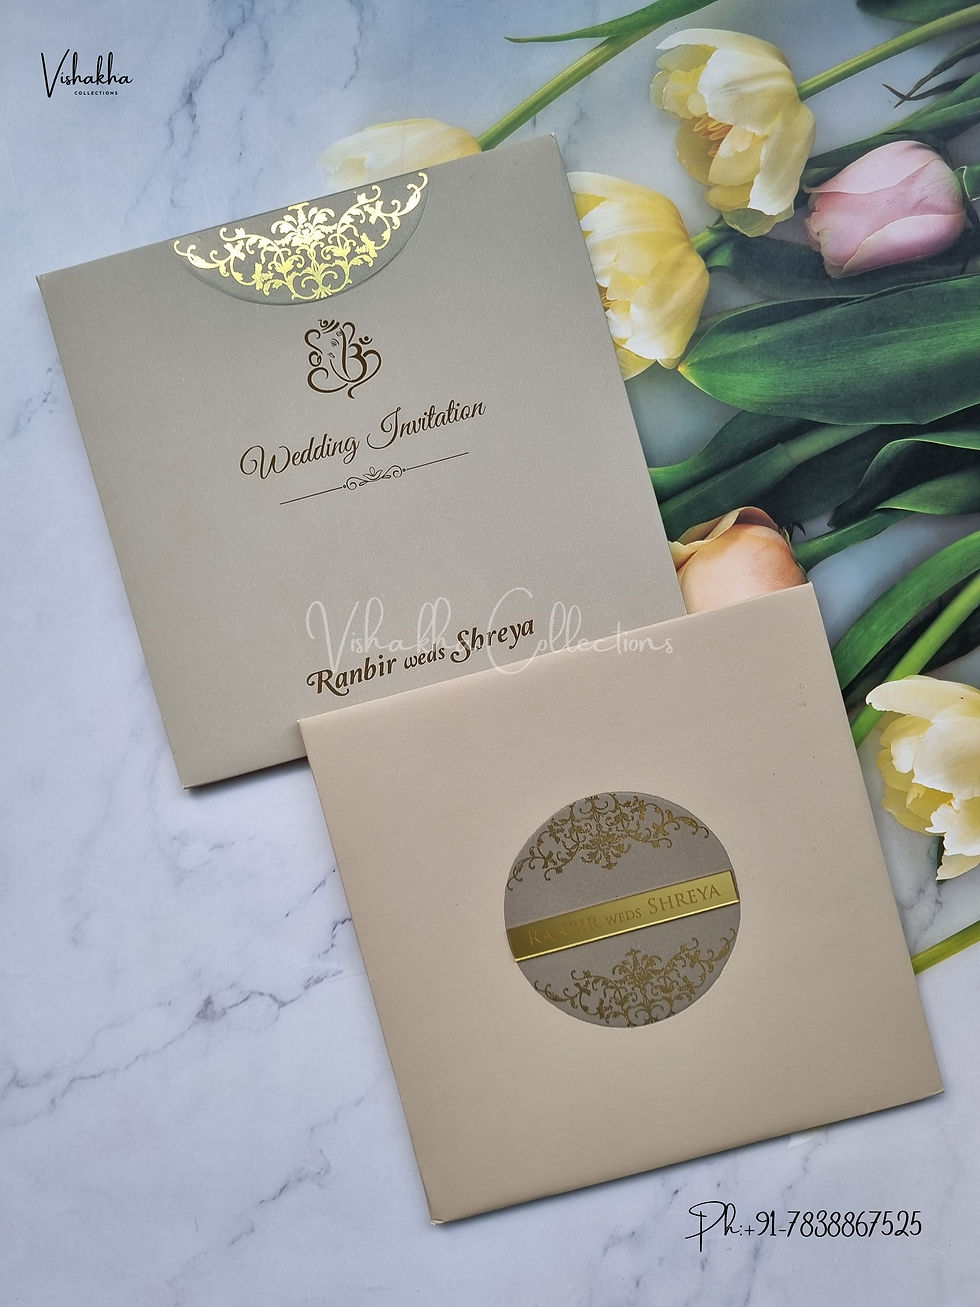 Vishakha
COLLECTIONS
Wedding Invitation
Vishakha Collections
Ranbir weds Shreya
RANBIR WEDS SHREYA
Ph:+91-7838867525